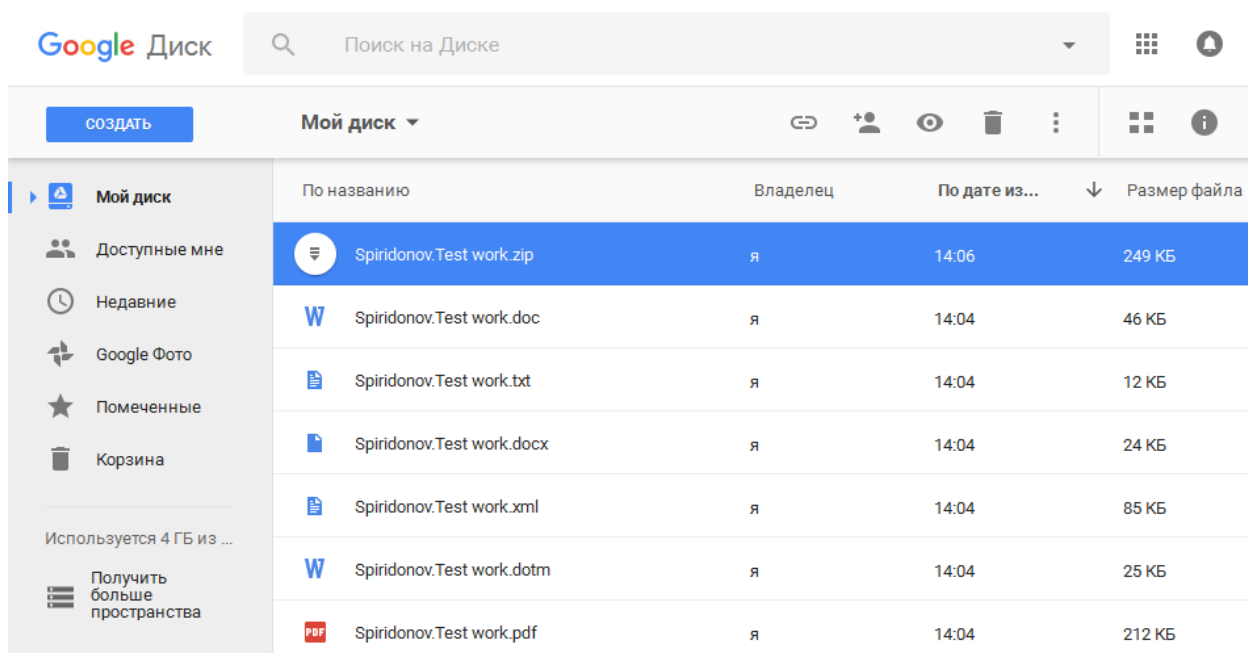 Google Диск
Поиск на Диске
СОЗДАТЬ
Мой диск
Мой диск
Доступные мне
Недавние
Google Фото
Помеченные
Корзина
Используется 4 ГБ из ...
Получить
больше
пространства
По названию Владелец По дате из... Размер файла
Spiridonov.Test work.zip я 14:06 249 КБ
W Spiridonov.Test work.doc я 14:04 46 КБ
Spiridonov.Test work.txt я 14:04 12 КБ
Spiridonov.Test work.docx я 14:04 24 КБ
Spiridonov.Test work.xml я 14:04 85 КБ
W Spiridonov.Test work.dotm я 14:04 25 КБ
PDF Spiridonov.Test work.pdf я 14:04 212 КБ